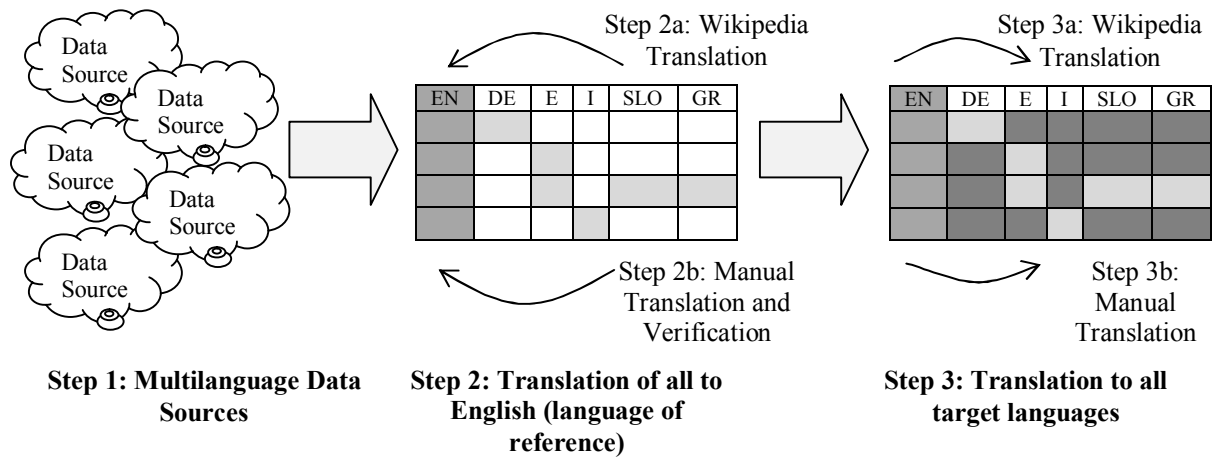 Data
Source
Data
Source
Data
Source
Data
Source
Data
Source
Step 1: Multilanguage Data
Sources
Step 2a: Wikipedia
Translation
EN DE E I SLO GR
Step 2b: Manual
Translation and
Verification
Step 2: Translation of all to
English (language of
reference)
Step 3a: Wikipedia
Translation
EN DE E I SLO GR
Step 3b:
Manual
Translation
Step 3: Translation to all
target languages